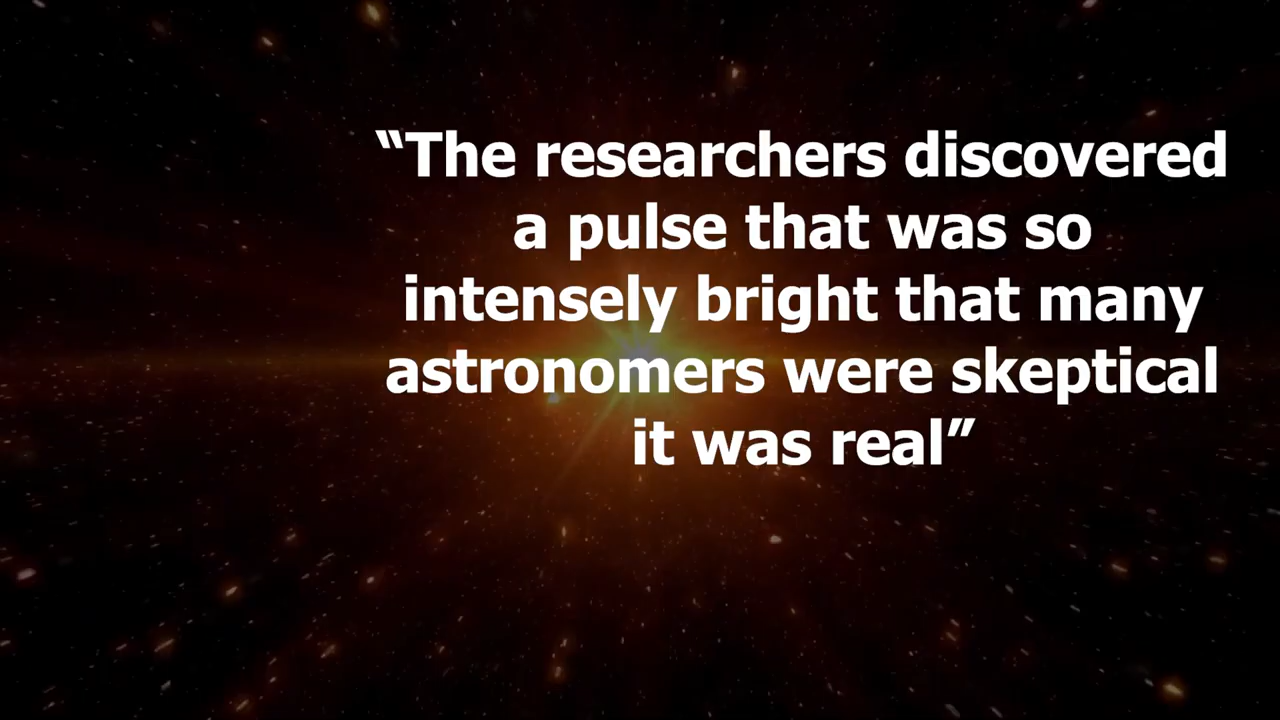 “The researchers discovered
a pulse that was so
intensely bright that many
astronomers were skeptical
it was real”